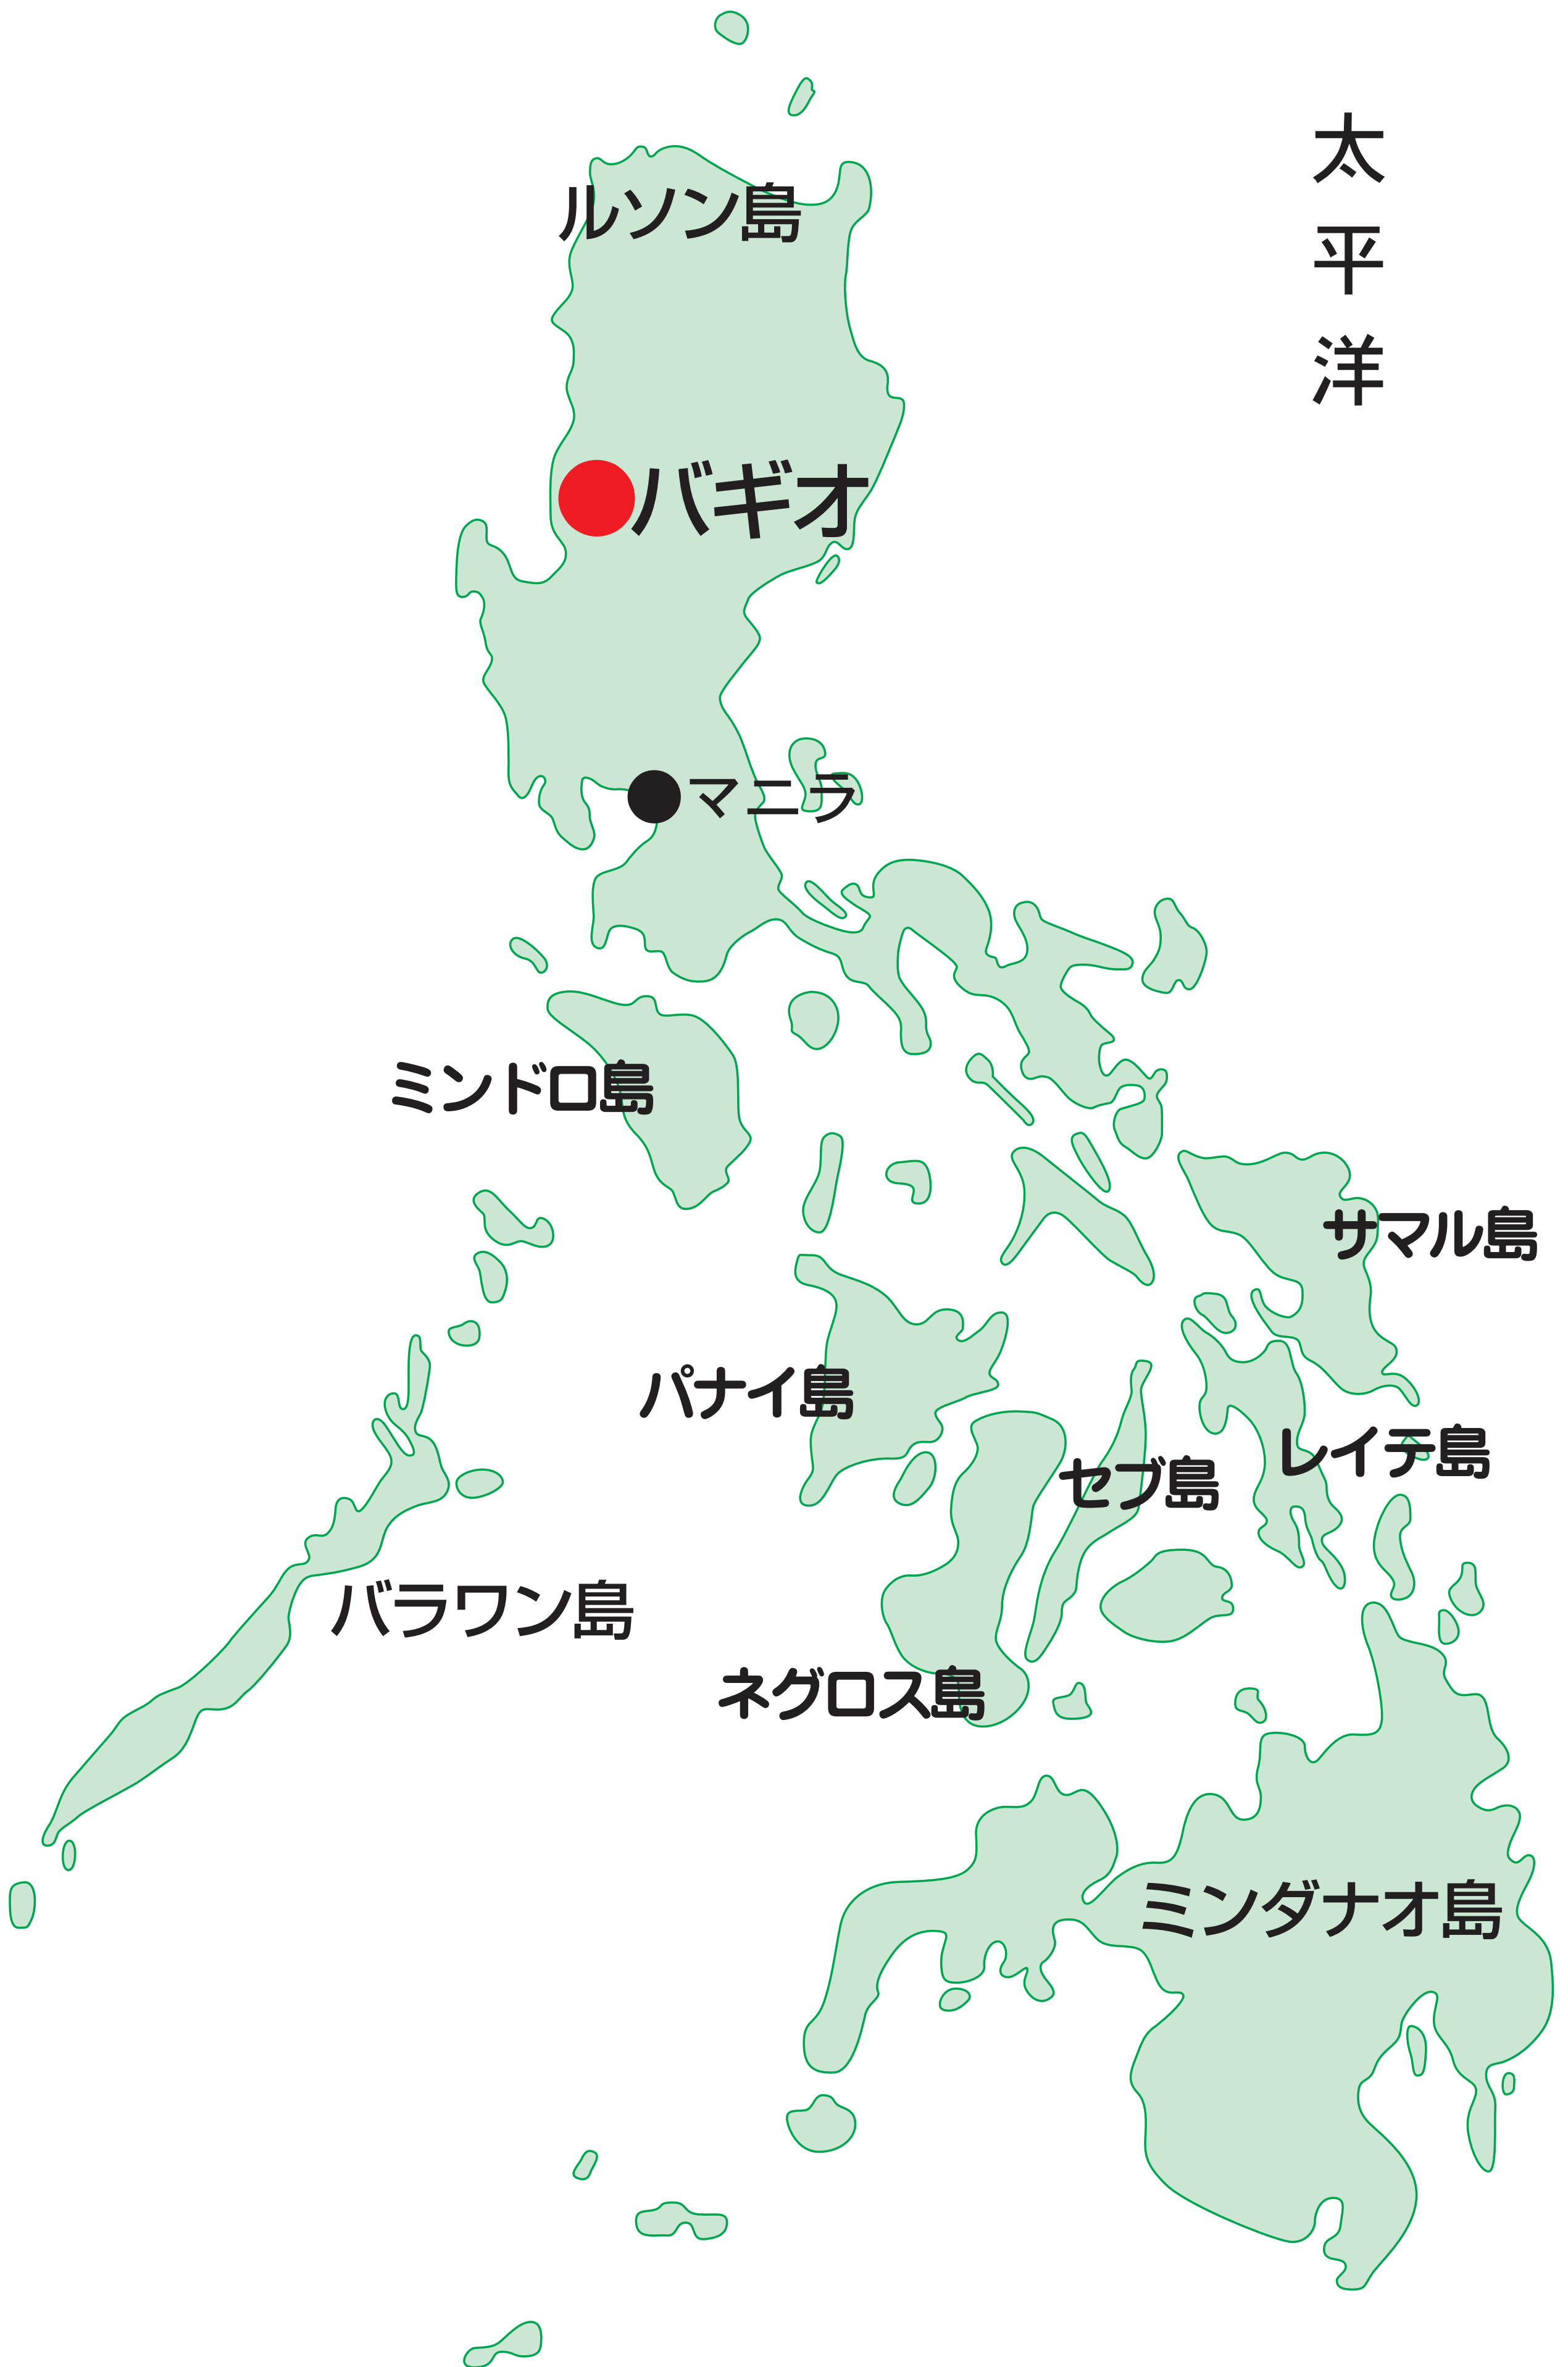 太平洋
ルソン島
バギオ
マニラ
ミンドロ島
サマル島
パナイ島
レイテ島
セブ島
バラワン島
ネグロス島
ミンダナオ島